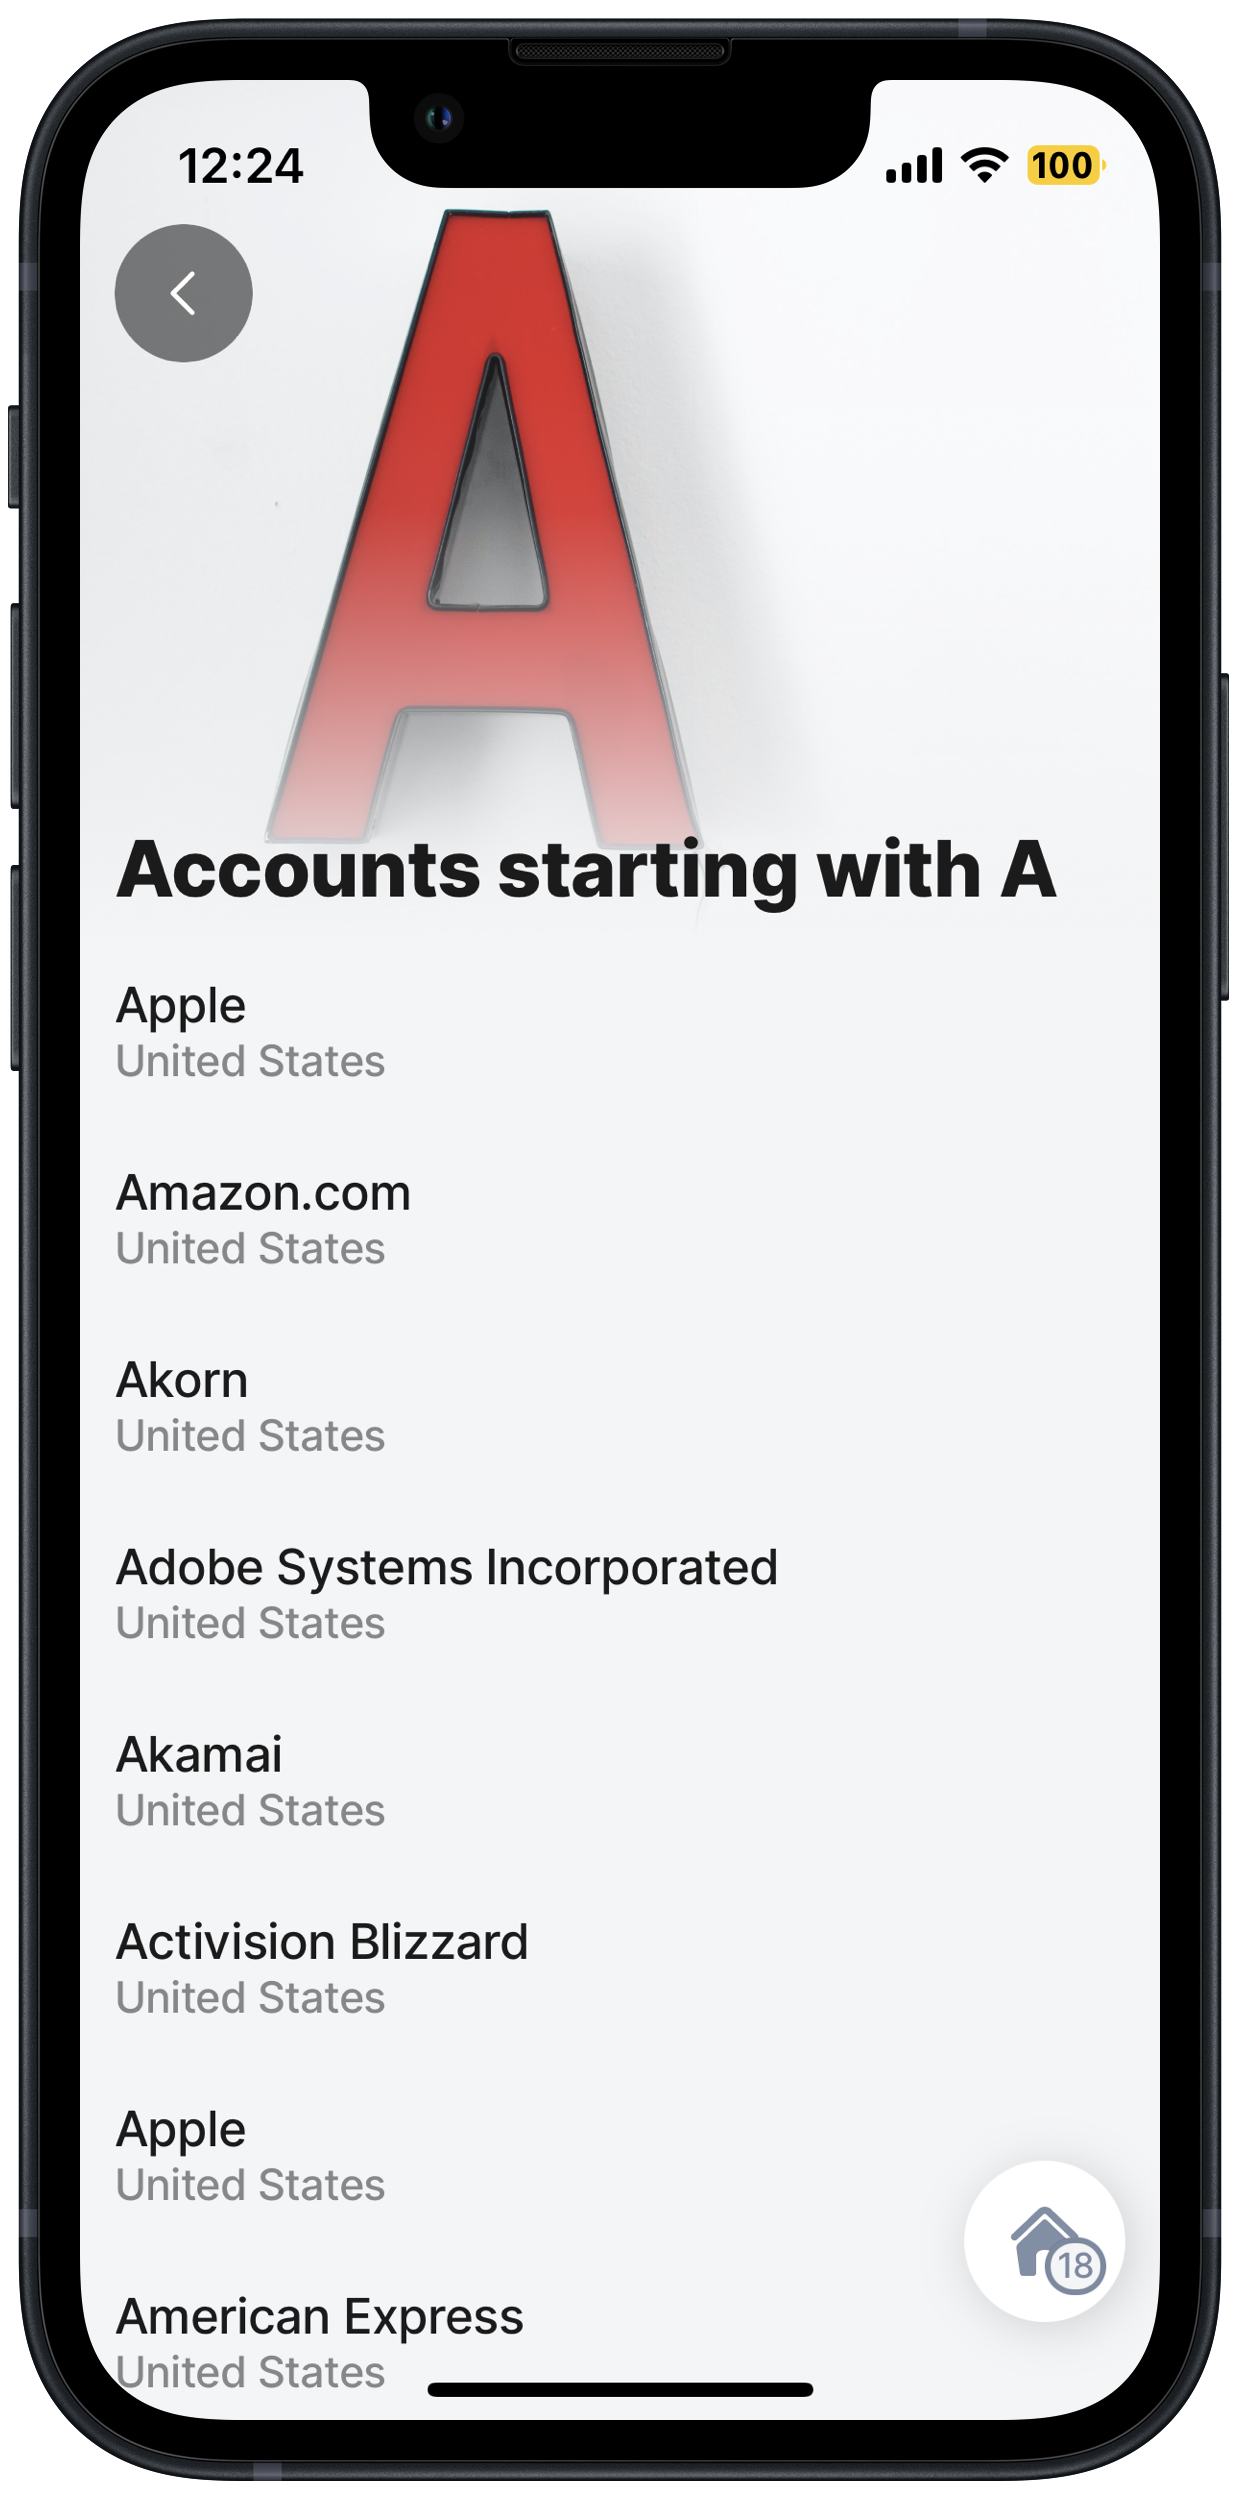 12:24
100
A
Accounts starting with A
Apple
United States
Amazon.com
United States
Akorn
United States
Adobe Systems Incorporated
United States
Akamai
United States
Activision Blizzard
United States
Apple
United States
18
American Express
United States